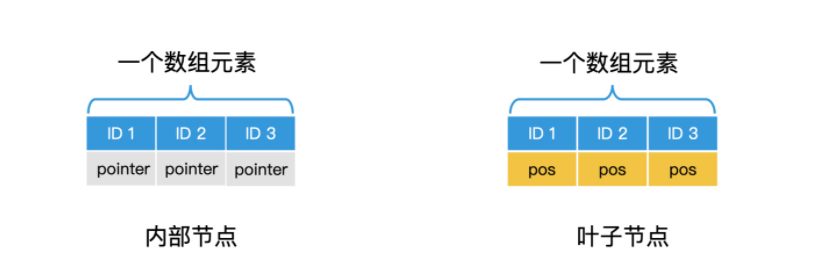 一个数组元素
ID 1 ID 2 ID 3
pointer pointer pointer
内部节点
一个数组元素
ID 1 ID 2 ID 3
pos pos pos
叶子节点